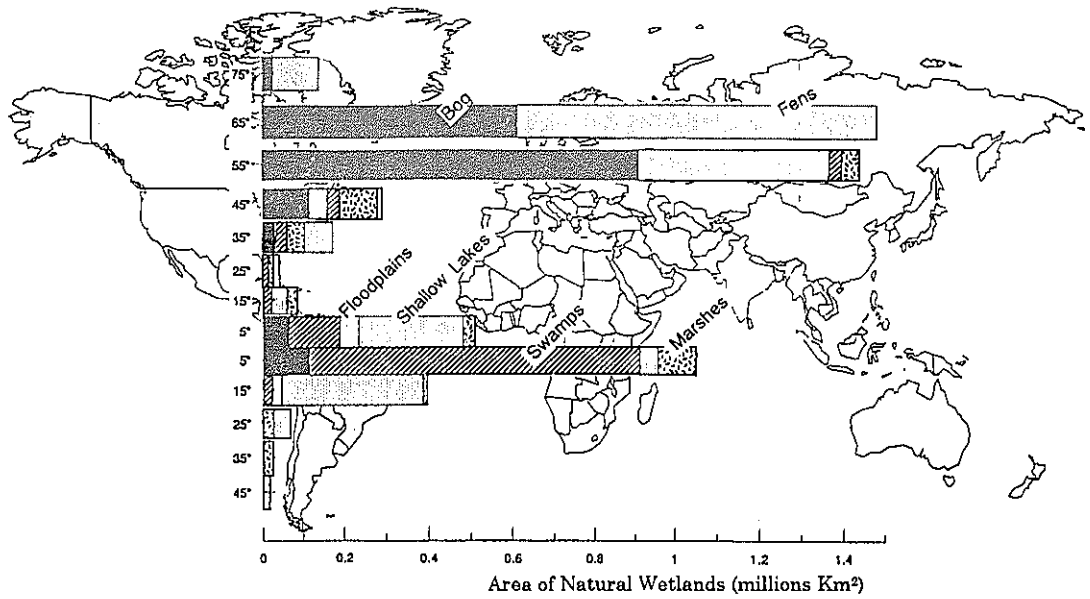 75°
Bog
Fens
65°
55°
45°
35°
25°
15°
Floodplains
Shallow Lakes
5°
Swamps
Marshes
5°
15°
25°
35°
45°
0 0.2 0.4 0.6 0.8 1 1.2 1.4
Area of Natural Wetlands (millions Km²)